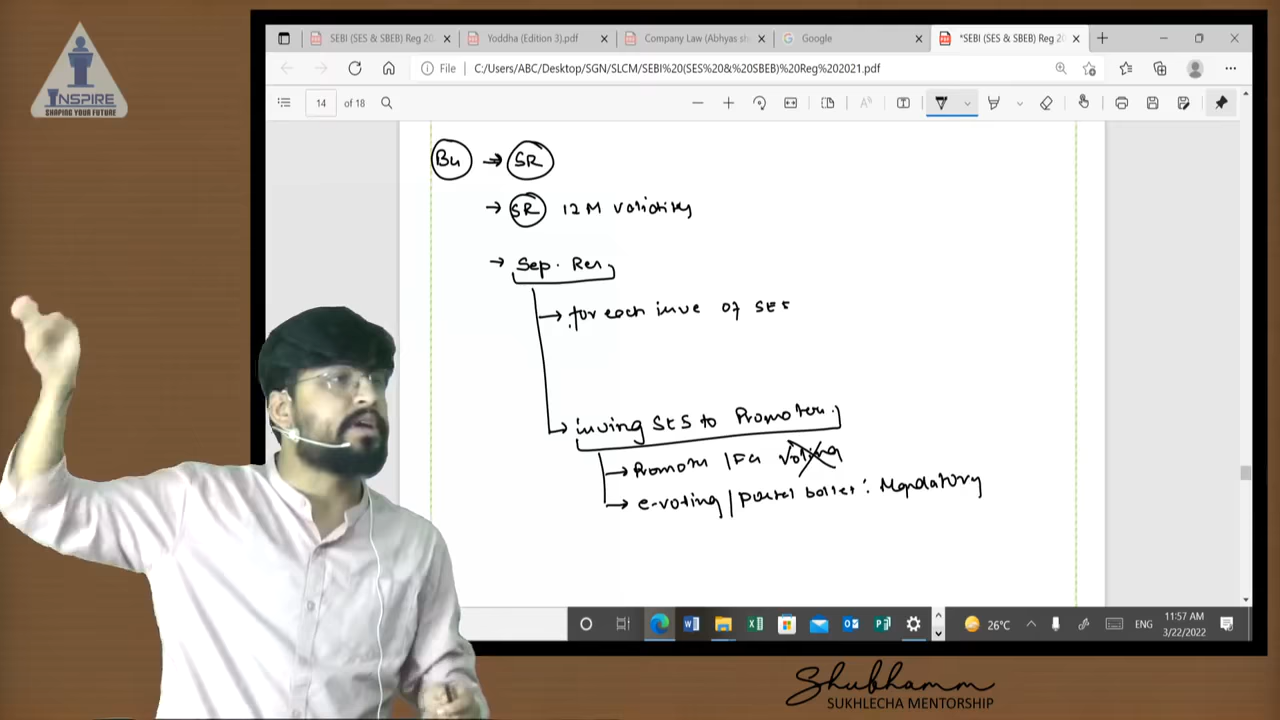 INSPIRE
SHAPING YOUR FUTURE
SEBI (SES & SBEB) Reg 20
Yoddha (Edition 3).pdf
Company Law (Abhyas sh
Google
*SEBI (SES & SBEB) Reg 20
File
C:/Users/ABC/Desktop/SGN/SLCM/SEBI%20(SES%20&%20SBEB)%20Reg%202021.pdf
14 of 18
→ SR
→ SR 12M validity
→ Sep. Res
→ for each issue of SES
→ issuing SES to Promoter.
→ Promoter / voting
→ e-voting / postal ballot : Mandatory
26°C
ENG
11:57 AM
3/22/2022
Shubhamm
SUKHLECHA MENTORSHIP